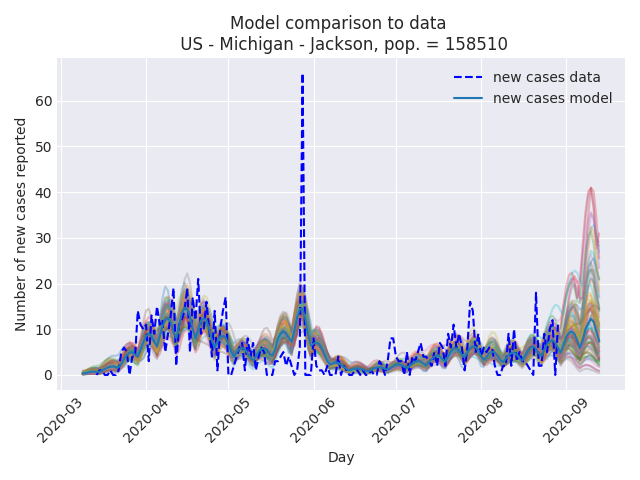 Model comparison to data
US - Michigan - Jackson, pop. = 158510
new cases data
new cases model
Number of new cases reported
60
50
40
30
20
10
0
2020-03
2020-04
2020-05
2020-06
2020-07
2020-08
2020-09
Day